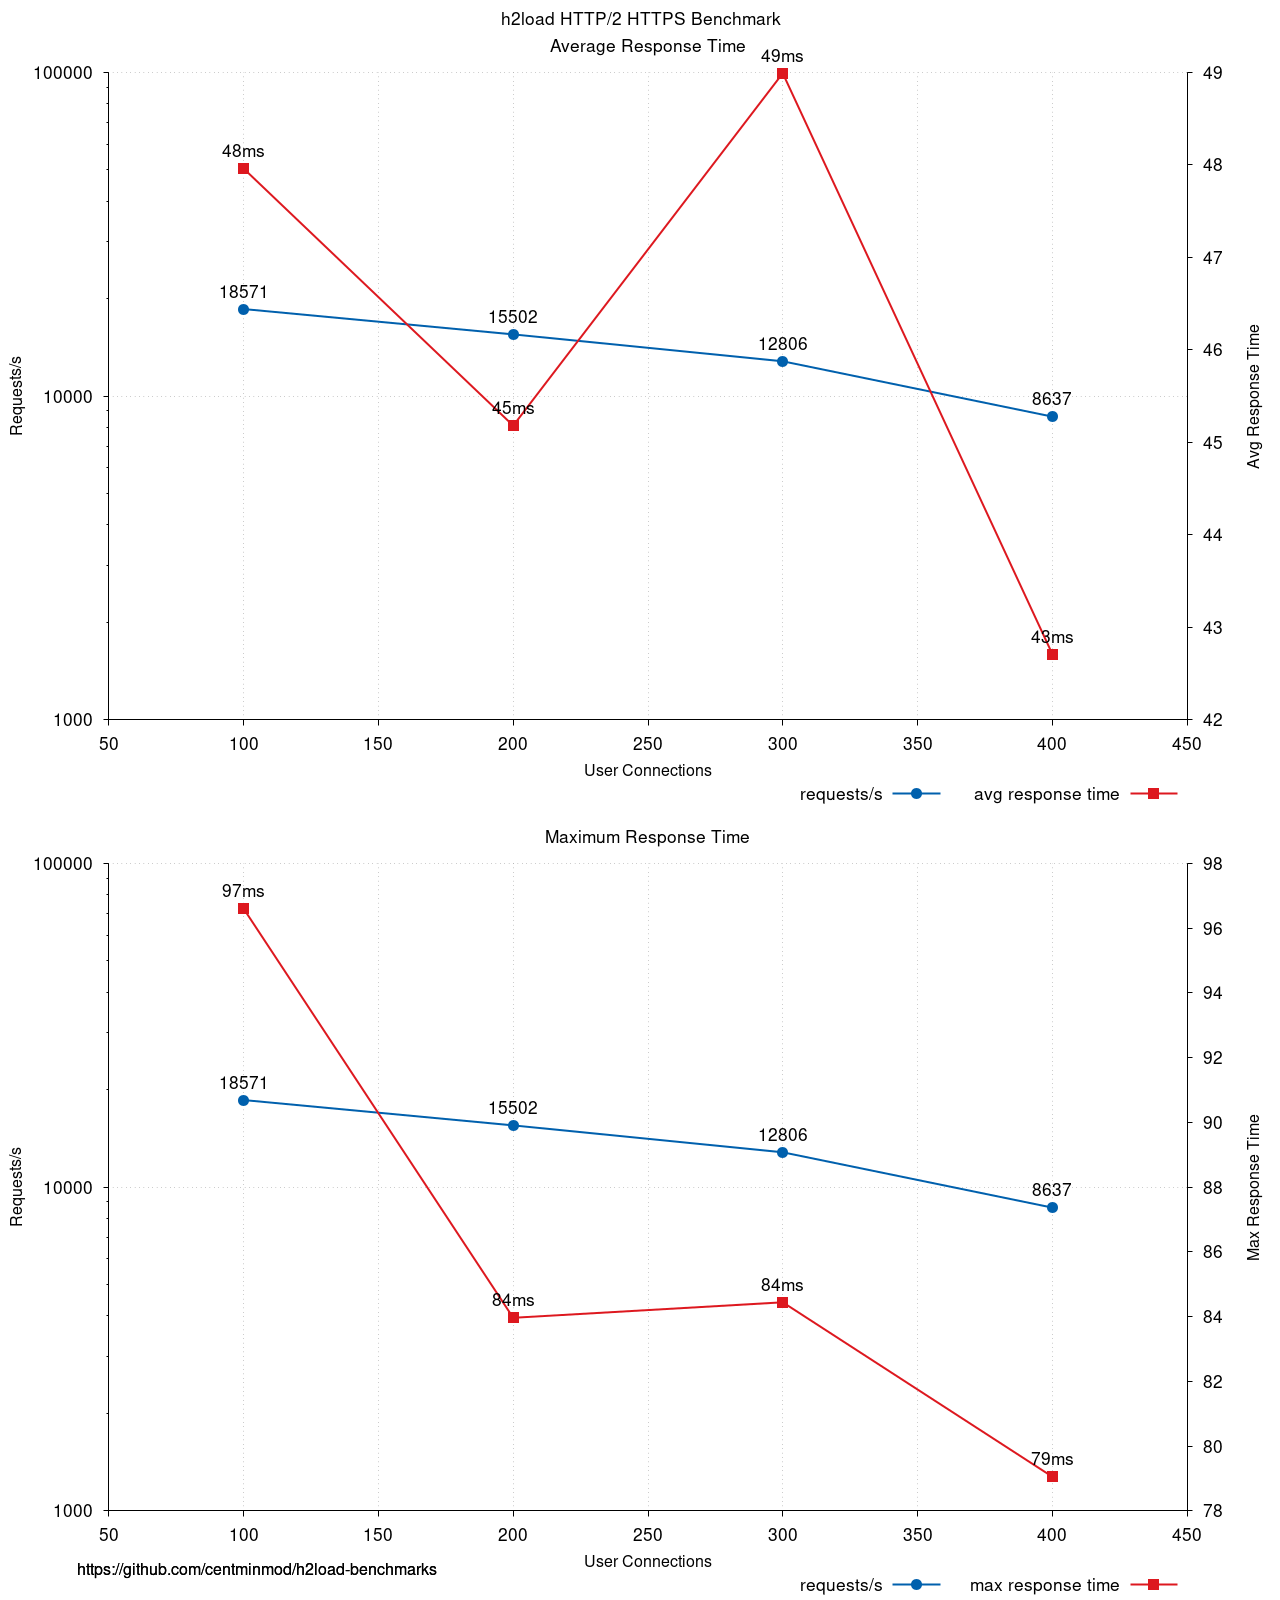 h2load HTTP/2 HTTPS Benchmark
Average Response Time
100000
10000
1000
Requests/s
49
48
47
46
45
44
43
42
Avg Response Time
48ms
45ms
49ms
43ms
18571
15502
12806
8637
50 100 150 200 250 300 350 400 450
User Connections
requests/s avg response time
Maximum Response Time
100000
10000
1000
Requests/s
98
96
94
92
90
88
86
84
82
80
78
Max Response Time
97ms
84ms
84ms
79ms
18571
15502
12806
8637
50 100 150 200 250 300 350 400 450
User Connections
https://github.com/centminmod/h2load-benchmarks
requests/s max response time